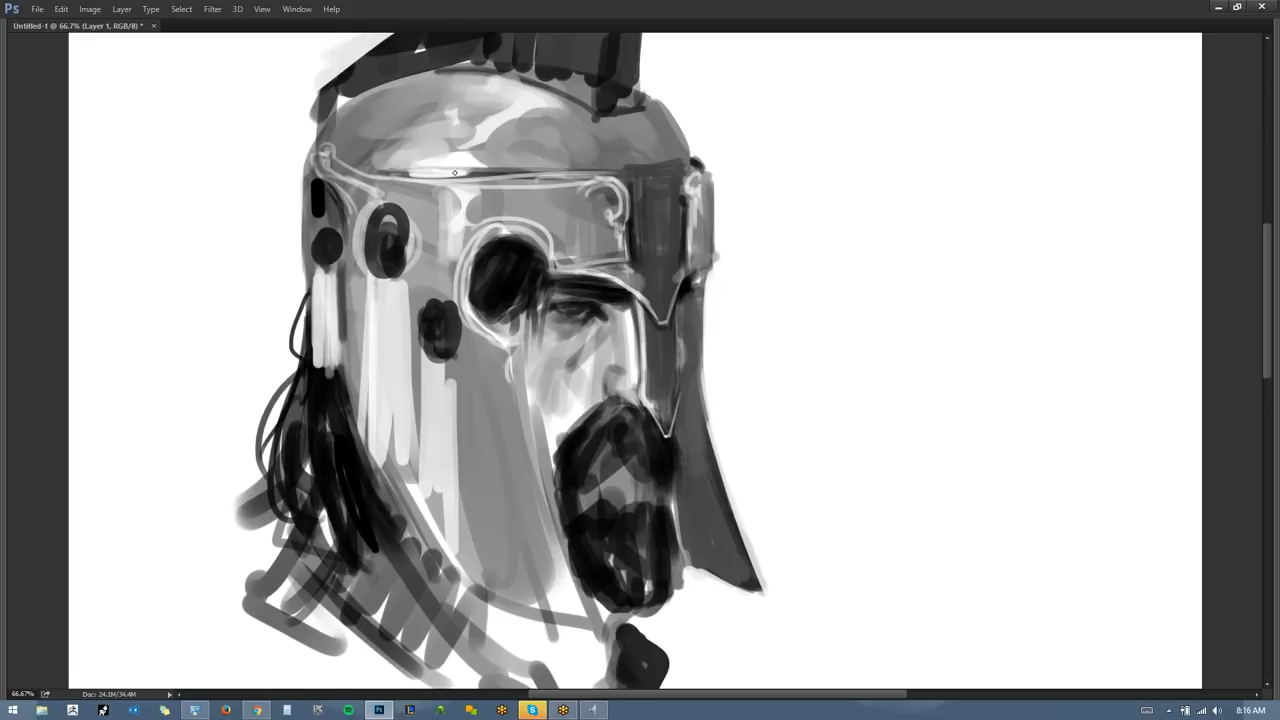 Ps File Edit Image Layer Type Select Filter 3D View Window Help
Untitled-1 @ 66.7% (Layer 1, RGB/8) * ×
66.67% Doc: 24.1M/34.4M
8:16 AM